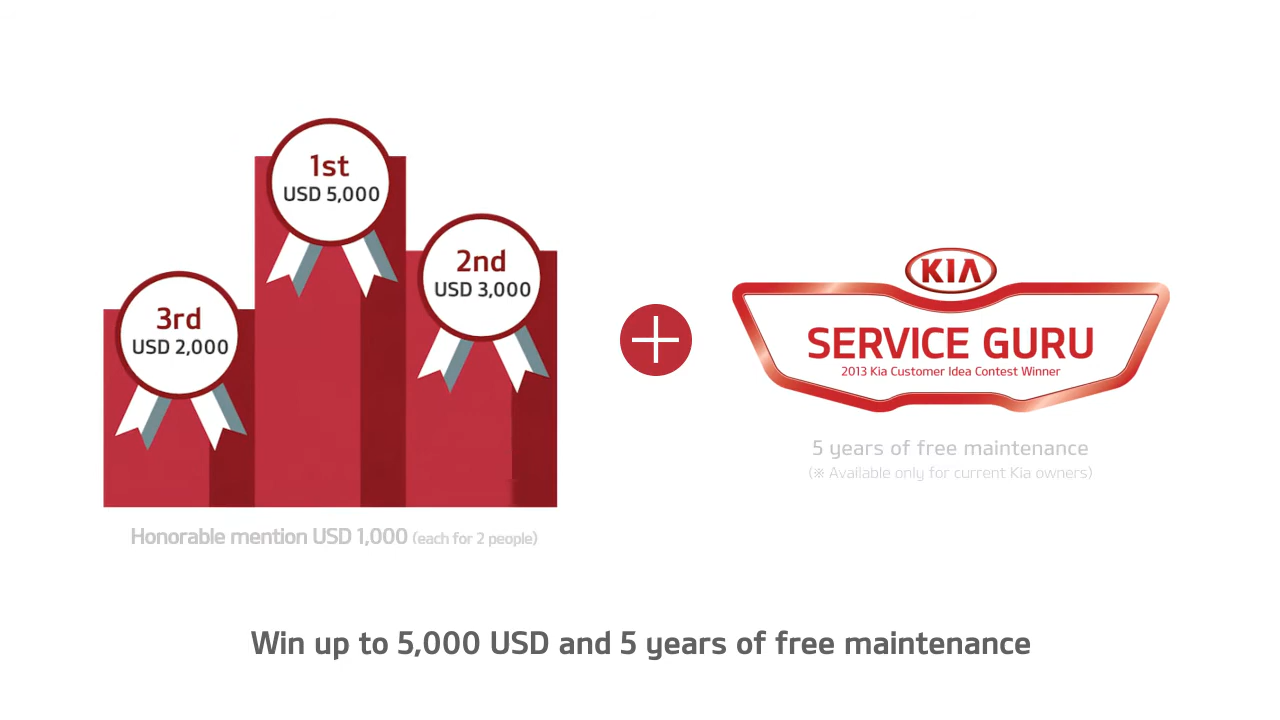 1st
USD 5,000
2nd
USD 3,000
3rd
USD 2,000
Honorable mention USD 1,000 (each for 2 people)
KIA
SERVICE GURU
2013 Kia Customer Idea Contest Winner
5 years of free maintenance
(※ Available only for current Kia owners)
Win up to 5,000 USD and 5 years of free maintenance